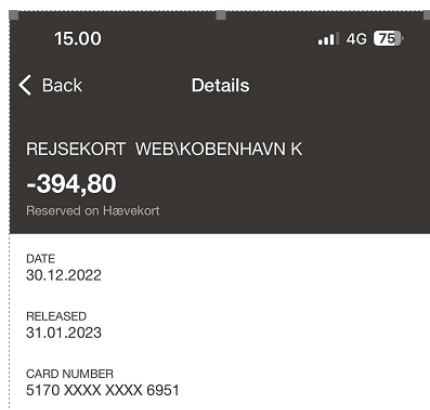 15.00 4G 75
Back Details
REJSEKORT WEB\KOBENHAVN K
-394,80
Reserved on Hævekort
DATE
30.12.2022
RELEASED
31.01.2023
CARD NUMBER
5170 XXXX XXXX 6951